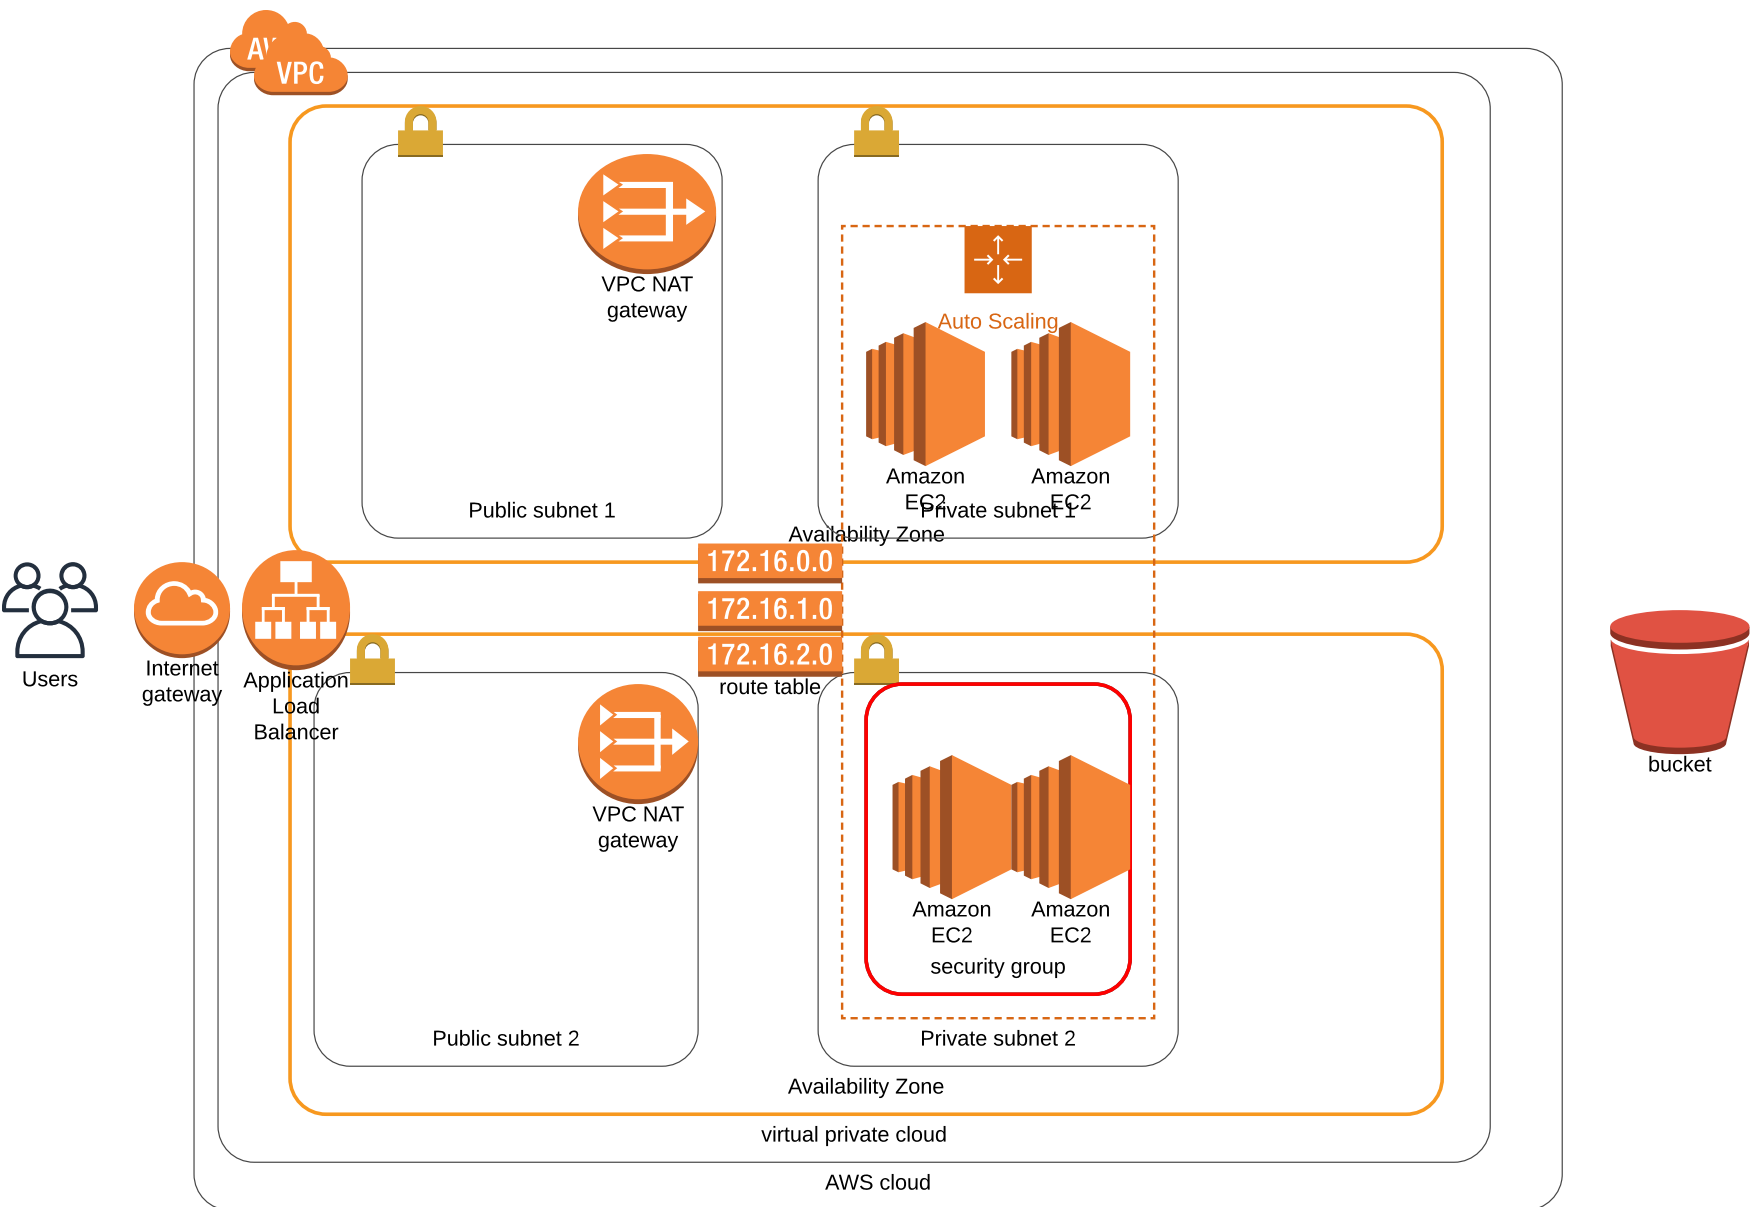 AW
VPC
VPC NAT
gateway
Auto Scaling
Amazon
EC2
Amazon
EC2
Public subnet 1
Private subnet 1
Availability Zone
172.16.0.0
172.16.1.0
172.16.2.0
route table
Users
Internet
gateway
Application
Load
Balancer
VPC NAT
gateway
bucket
Amazon
EC2
Amazon
EC2
security group
Public subnet 2
Private subnet 2
Availability Zone
virtual private cloud
AWS cloud